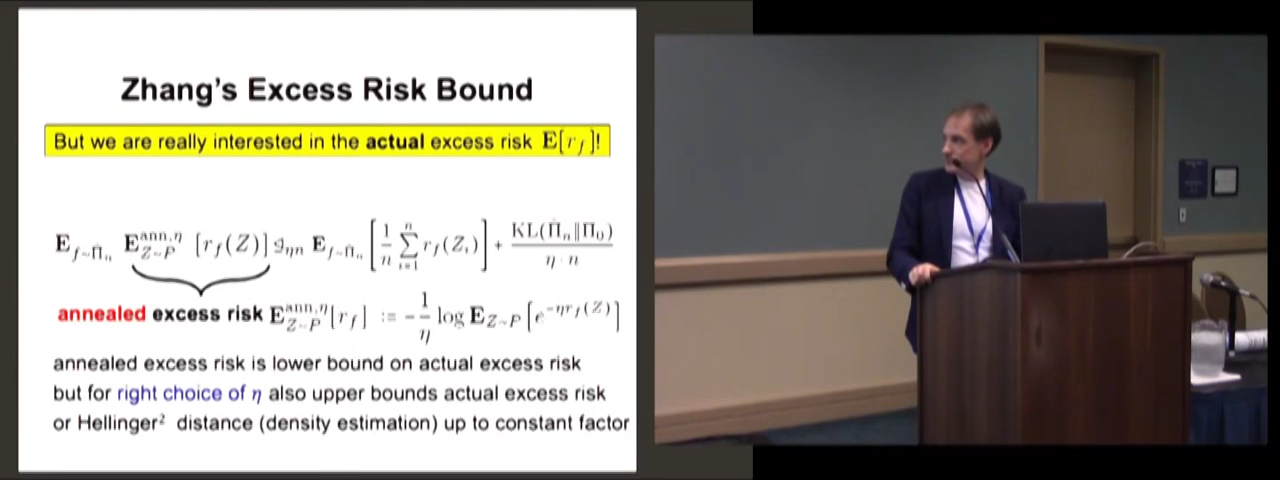 Zhang's Excess Risk Bound
But we are really interested in the actual excess risk E[r_f]!
E_{f∼Π̂_n} E^{ann,η}_{Z∼P} [r_f(Z)] ⊴_{ηn} E_{f∼Π̂_n} [1/n ∑_{i=1}^n r_f(Z_i)] + KL(Π̂_n‖Π_0) / η · n
annealed excess risk E^{ann,η}_{Z∼P}[r_f] := −1/η log E_{Z∼P} [e^{−ηr_f(Z)}]
annealed excess risk is lower bound on actual excess risk
but for right choice of η also upper bounds actual excess risk
or Hellinger² distance (density estimation) up to constant factor